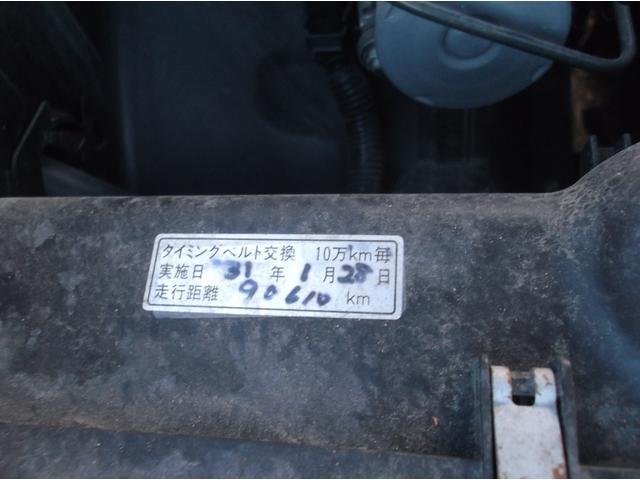 タイミングベルト交換 10万km毎
実施日 31 年 1 月 28 日
走行距離 90610 km